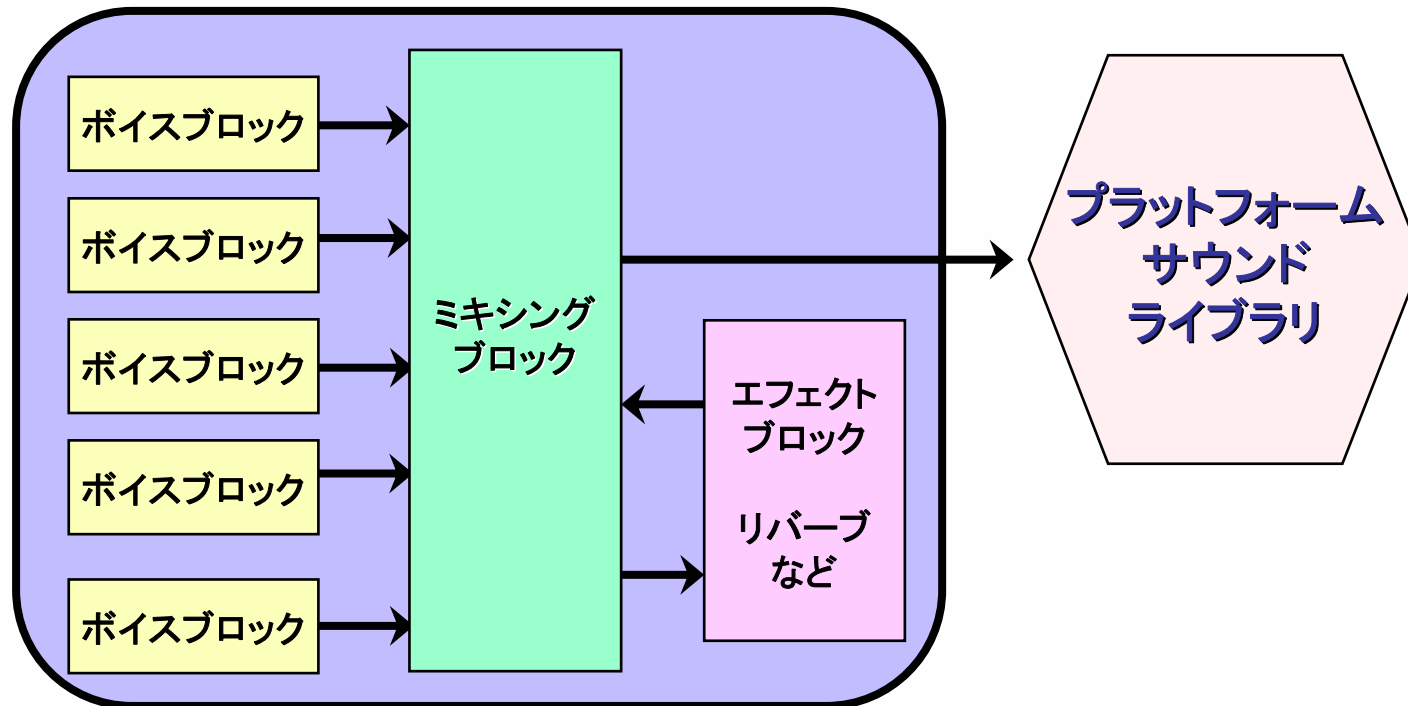 ボイスブロック
ボイスブロック
ボイスブロック
ボイスブロック
ボイスブロック
ミキシング
ブロック
エフェクト
ブロック
リバーブ
など
プラットフォーム
サウンド
ライブラリ